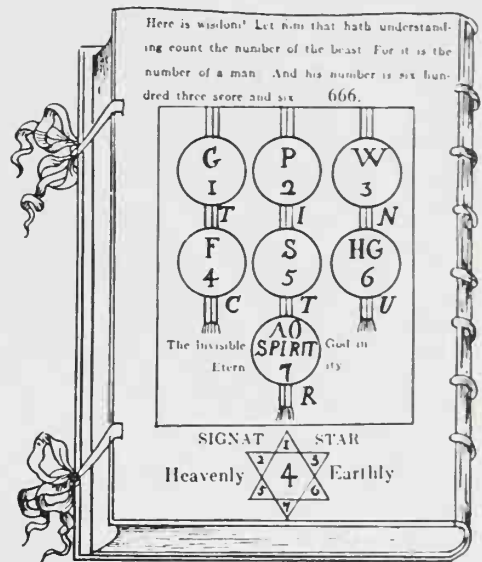 Here is wisdom! Let him that hath understand-
ing count the number of the beast For it is the
number of a man And his number is six hun-
dred three score and six 666.
G P W
1 2 3
T I N
F S HG
4 5 6
C T U
AO
The Invisible SPIRIT God in
Etern 7 ity
R
SIGNAT STAR
1
2 3
Heavenly 4 Earthly
5 6
7